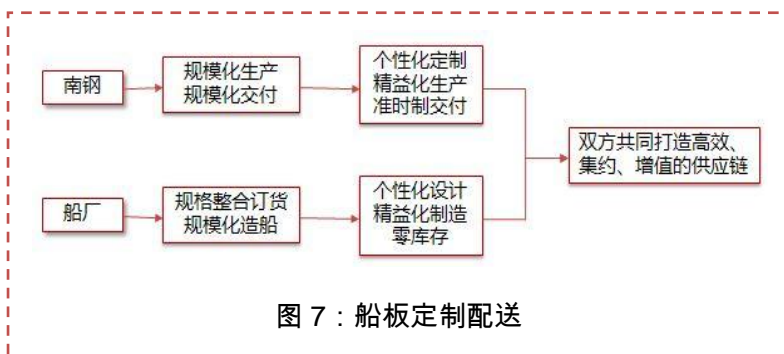 南钢
规模化生产
规模化交付
个性化定制
精益化生产
准时制交付
双方共同打造高效、
集约、增值的供应链
船厂
规格整合订货
规模化造船
个性化设计
精益化制造
零库存
图 7：船板定制配送